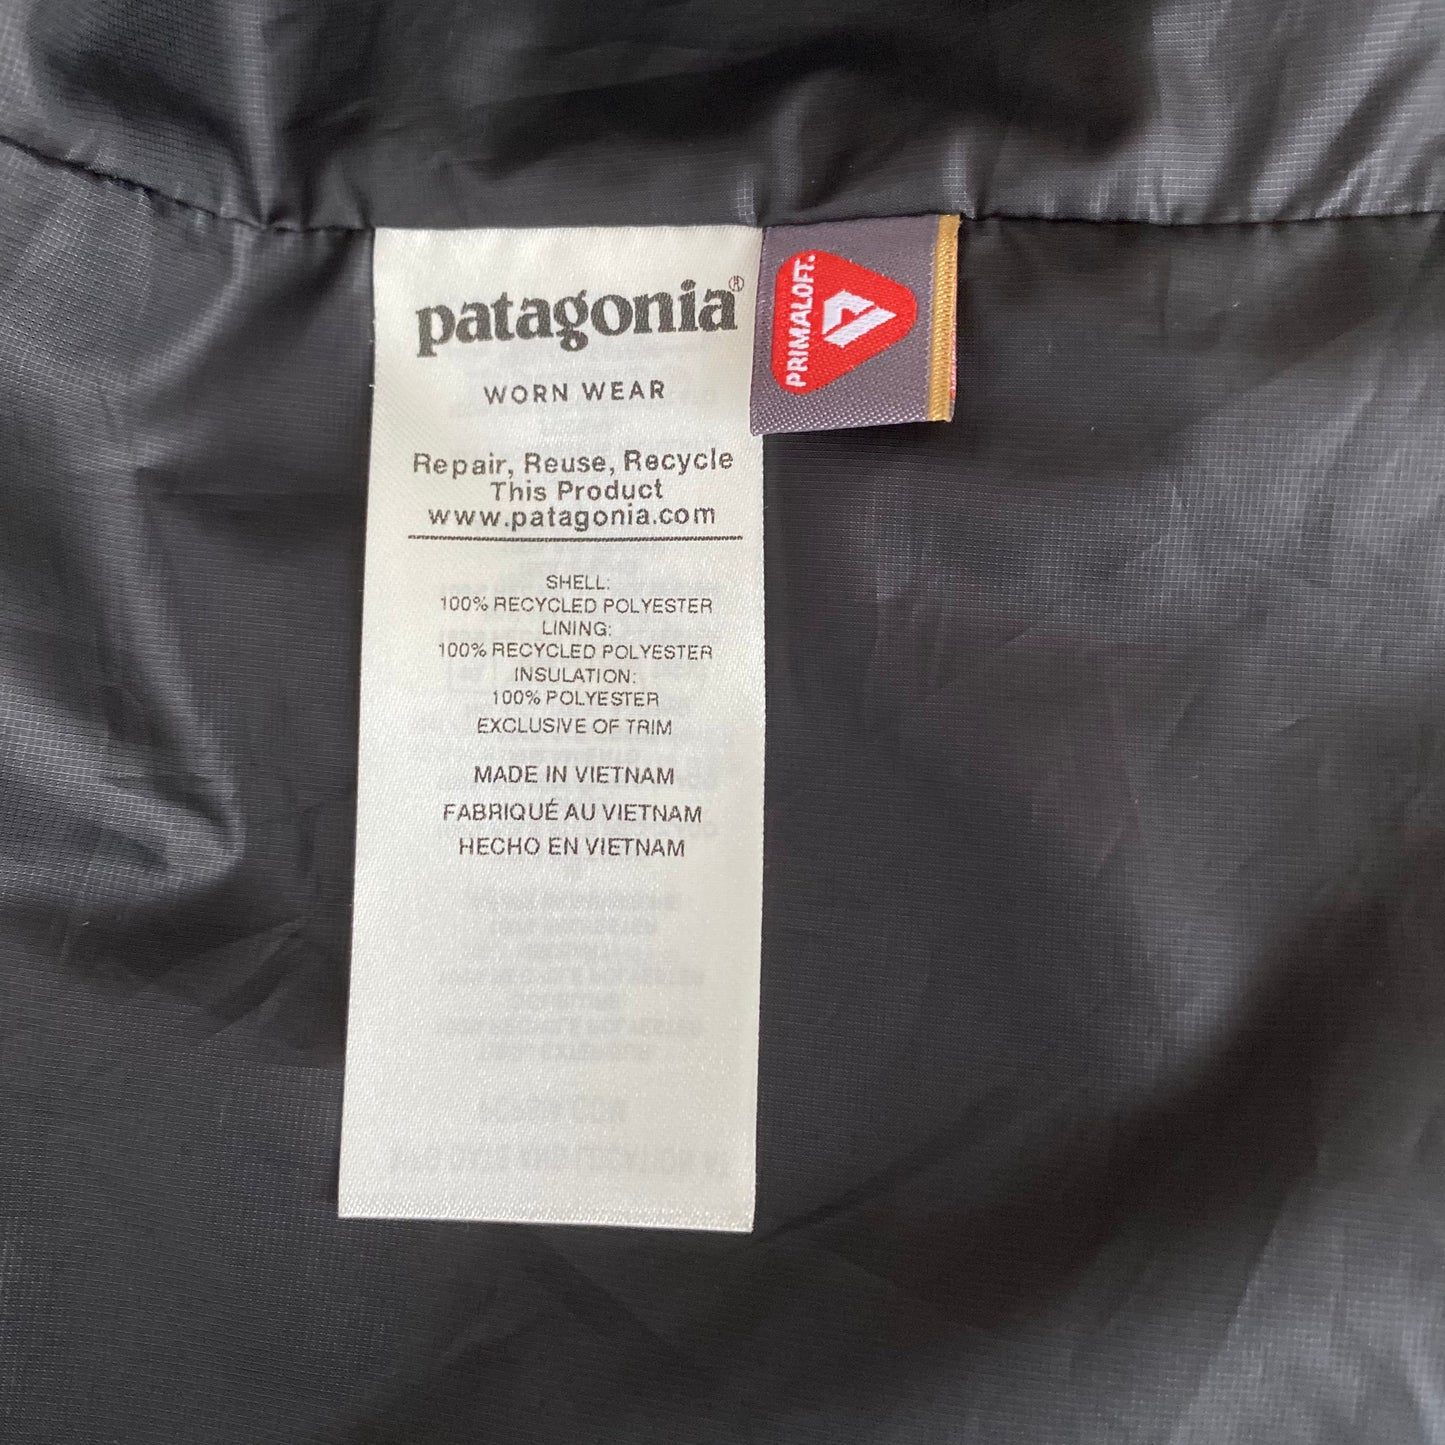 patagonia®
WORN WEAR
Repair, Reuse, Recycle
This Product
www.patagonia.com
SHELL:
100% RECYCLED POLYESTER
LINING:
100% RECYCLED POLYESTER
INSULATION:
100% POLYESTER
EXCLUSIVE OF TRIM
MADE IN VIETNAM
FABRIQUÉ AU VIETNAM
HECHO EN VIETNAM
PRIMALOFT.